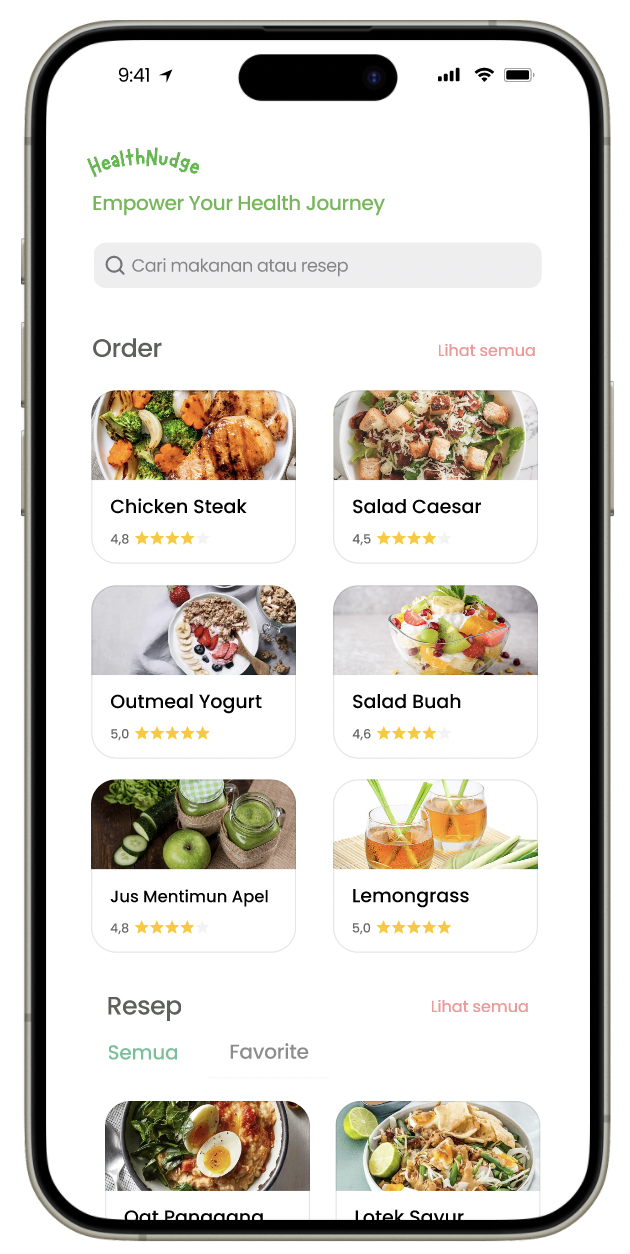 9:41
HealthNudge
Empower Your Health Journey
Cari makanan atau resep
Order
Lihat semua
Chicken Steak
4,8
Salad Caesar
4,5
Outmeal Yogurt
5,0
Salad Buah
4,6
Jus Mentimun Apel
4,8
Lemongrass
5,0
Resep
Lihat semua
Semua
Favorite
Oat Panggang
Lotek Sayur